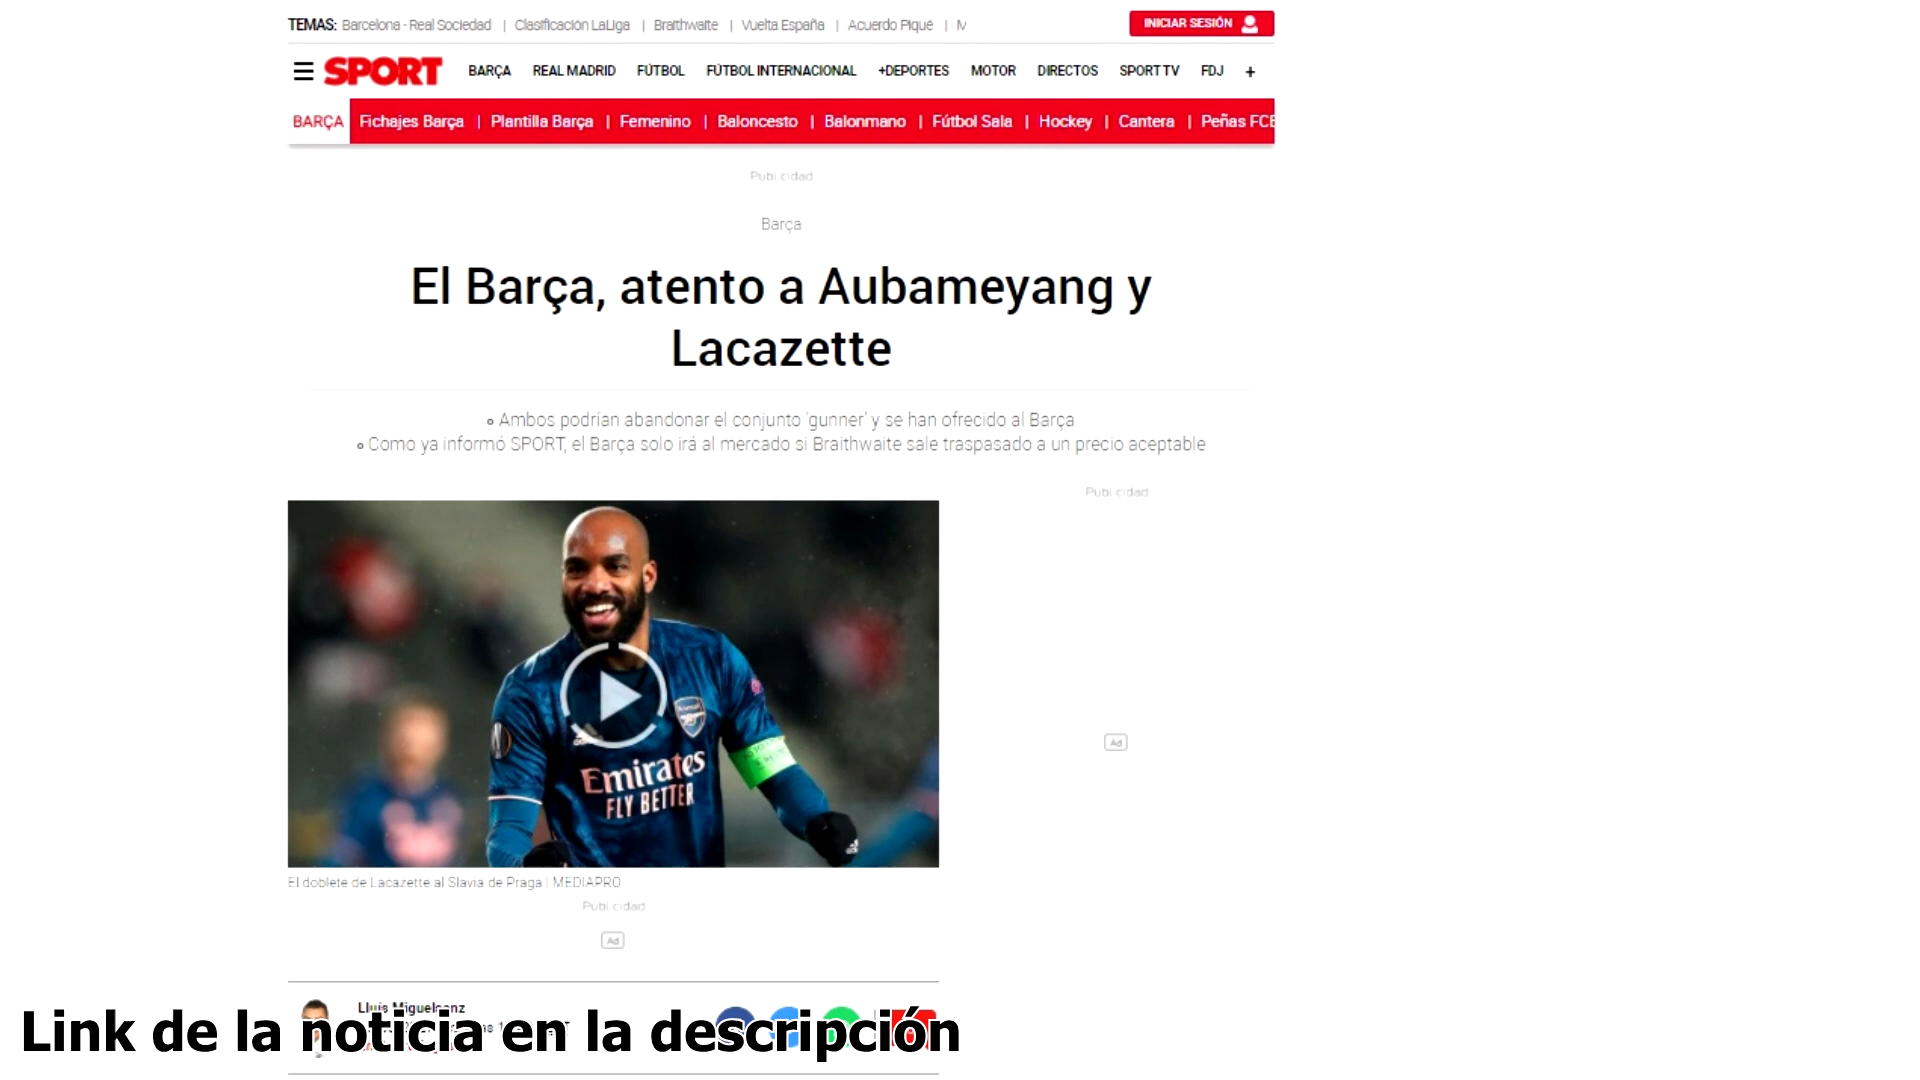 TEMAS: Barcelona - Real Sociedad | Clasificación LaLiga | Braithwaite | Vuelta España | Acuerdo Piqué |
INICIAR SESIÓN
SPORT BARÇA REAL MADRID FÚTBOL FÚTBOL INTERNACIONAL +DEPORTES MOTOR DIRECTOS SPORT TV FDJ +
BARÇA Fichajes Barça | Plantilla Barça | Femenino | Baloncesto | Balonmano | Fútbol Sala | Hockey | Cantera | Peñas FCB
Publicidad
Barça
El Barça, atento a Aubameyang y
Lacazette
Ambos podrían abandonar el conjunto 'gunner' y se han ofrecido al Barça
Como ya informó SPORT, el Barça solo irá al mercado si Braithwaite sale traspasado a un precio aceptable
Publicidad
Arsenal
Emirates
FLY BETTER
Ad
El doblete de Lacazette al Slavia de Praga | MEDIAPRO
Publicidad
Ad
Lluís Miguelsanz
Link de la noticia en la descripción